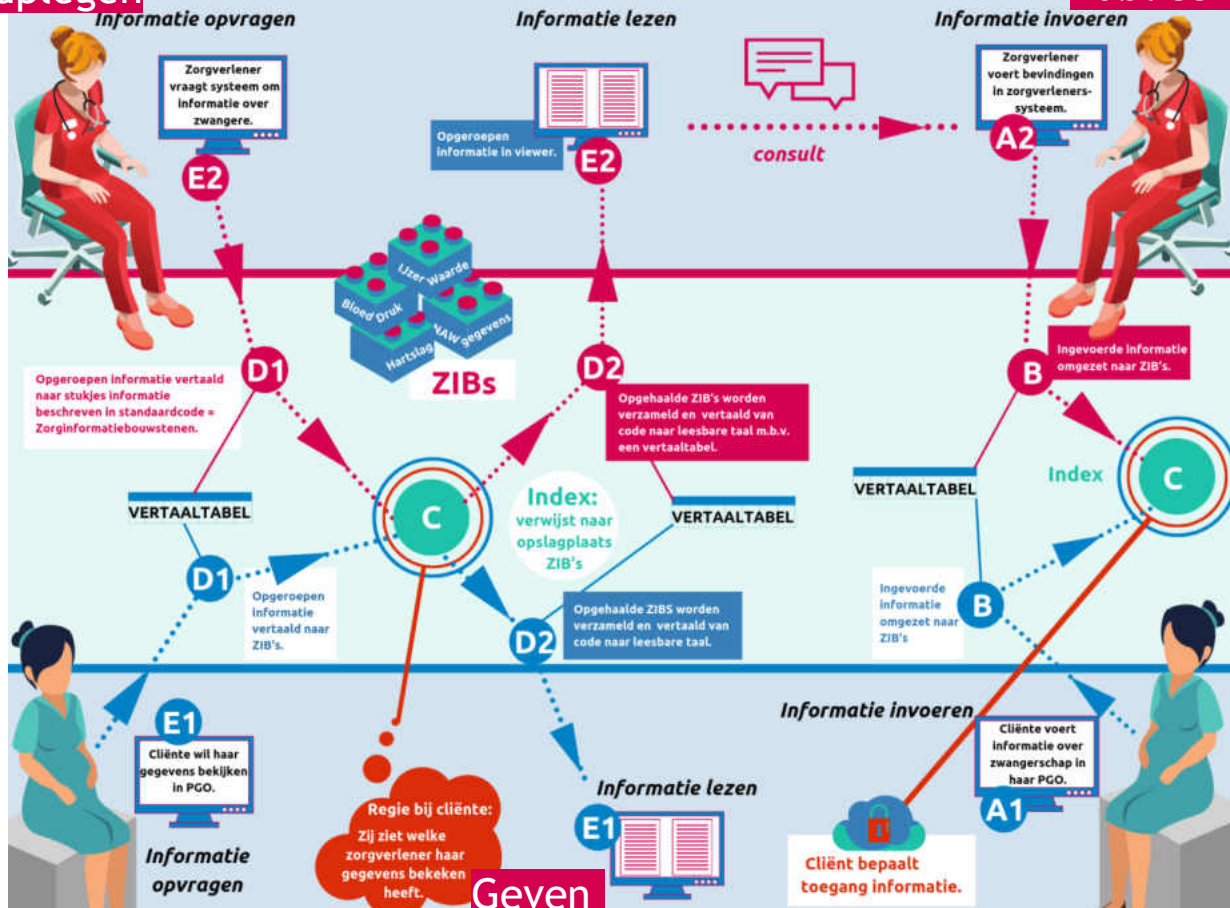 Informatie opvragen
Informatie lezen
Informatie invoeren
Zorgverlener
vraagt systeem om
informatie over
zwangere.
E2
Opgeroepen
informatie in viewer.
E2
consult
Zorgverlener
voert bevindingen
in zorgverleners-
systeem.
A2
IJzer Waarde
Bloed Druk
NAW gegevens
Hartslag
ZIBs
D1
Opgeroepen informatie vertaald
naar stukjes informatie
beschreven in standaardcode =
Zorginformatiebouwstenen.
D2
Opgehaalde ZIB's worden
verzameld en vertaald van
code naar leesbare taal m.b.v.
een vertaaltabel.
B
Ingevoerde informatie
omgezet naar ZIB's.
VERTAALTABEL
C
Index:
verwijst naar
opslagplaats
ZIB's
VERTAALTABEL
VERTAALTABEL
Index
C
D1
Opgeroepen
informatie
vertaald naar
ZIB's.
D2
Opgehaalde ZIBS worden
verzameld en vertaald van
code naar leesbare taal.
Ingevoerde
informatie
omgezet naar
ZIB's
B
E1
Cliënte wil haar
gegevens bekijken
in PGO.
Informatie
opvragen
Regie bij cliënte:
Zij ziet welke
zorgverlener haar
gegevens bekeken
heeft.
Geven
Informatie lezen
E1
Informatie invoeren
Cliënte voert
informatie over
zwangerschap in
haar PGO.
A1
Cliënt bepaalt
toegang informatie.